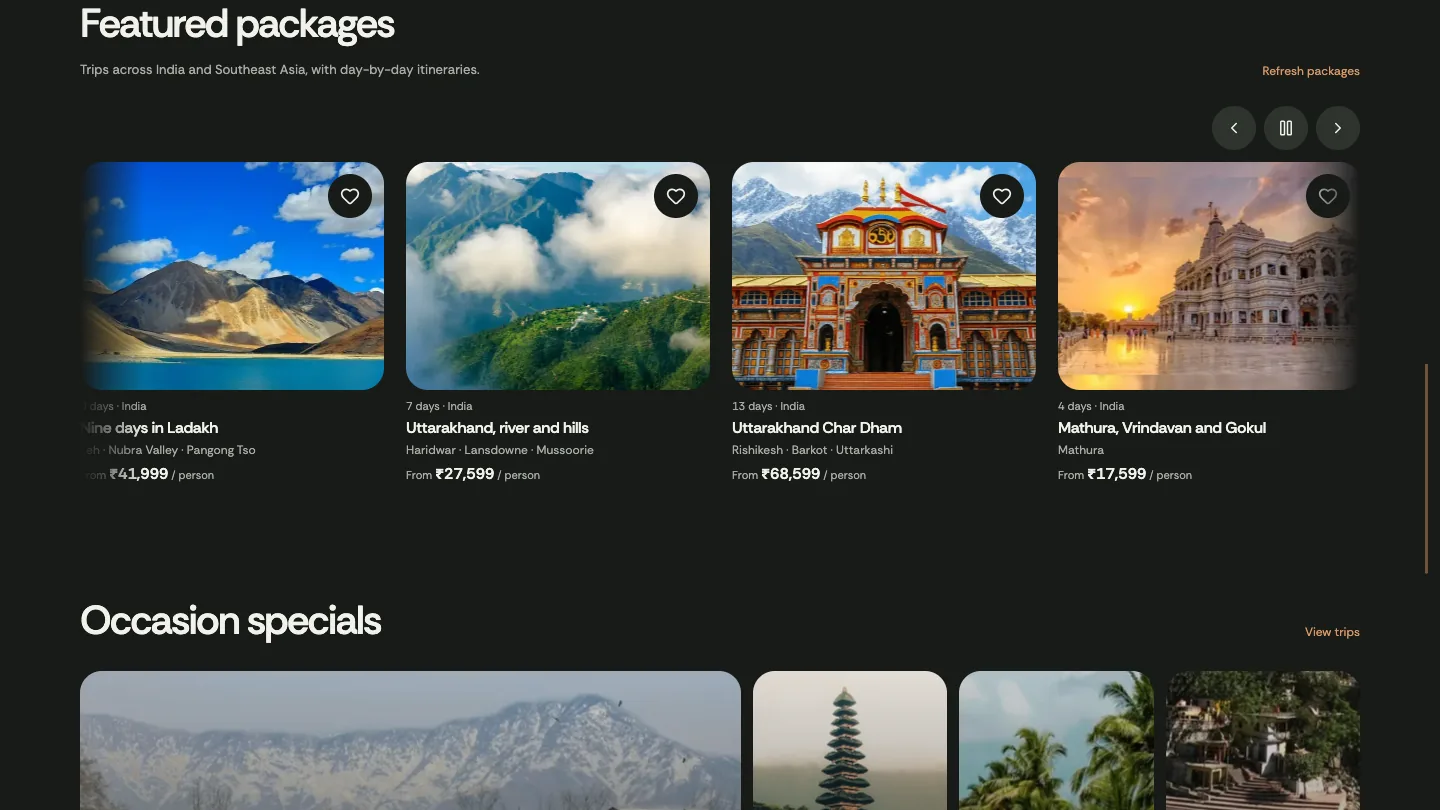 Featured packages
Trips across India and Southeast Asia, with day-by-day itineraries.
Refresh packages
days · India
Nine days in Ladakh
Nubra Valley · Pangong Tso
From ₹41,999 / person
7 days · India
Uttarakhand, river and hills
Haridwar · Lansdowne · Mussoorie
From ₹27,599 / person
13 days · India
Uttarakhand Char Dham
Rishikesh · Barkot · Uttarkashi
From ₹68,599 / person
4 days · India
Mathura, Vrindavan and Gokul
Mathura
From ₹17,599 / person
Occasion specials
View trips